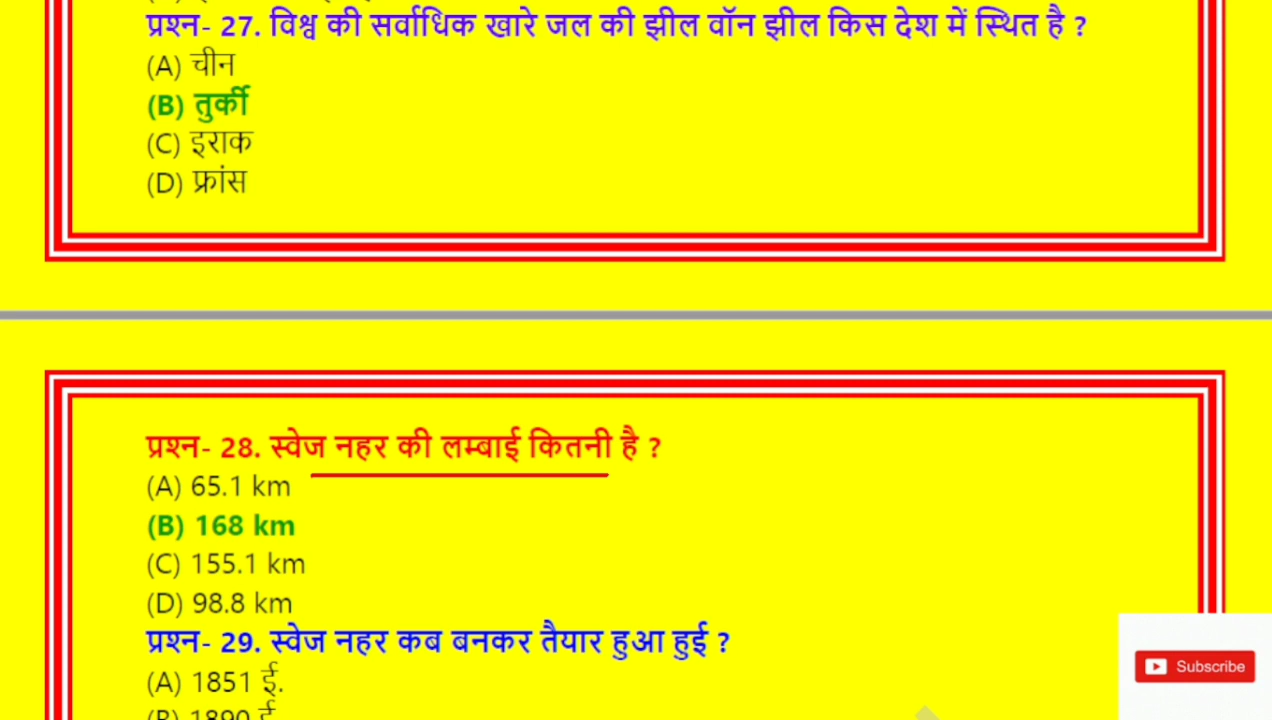 प्रश्न- 27. विश्व की सर्वाधिक खारे जल की झील वॉन झील किस देश में स्थित है ?
(A) चीन
(B) तुर्की
(C) इराक
(D) फ्रांस
प्रश्न- 28. स्वेज नहर की लम्बाई कितनी है ?
(A) 65.1 km
(B) 168 km
(C) 155.1 km
(D) 98.8 km
प्रश्न- 29. स्वेज नहर कब बनकर तैयार हुआ हुई ?
(A) 1851 ई.
(B) 1890 ई.
Subscribe